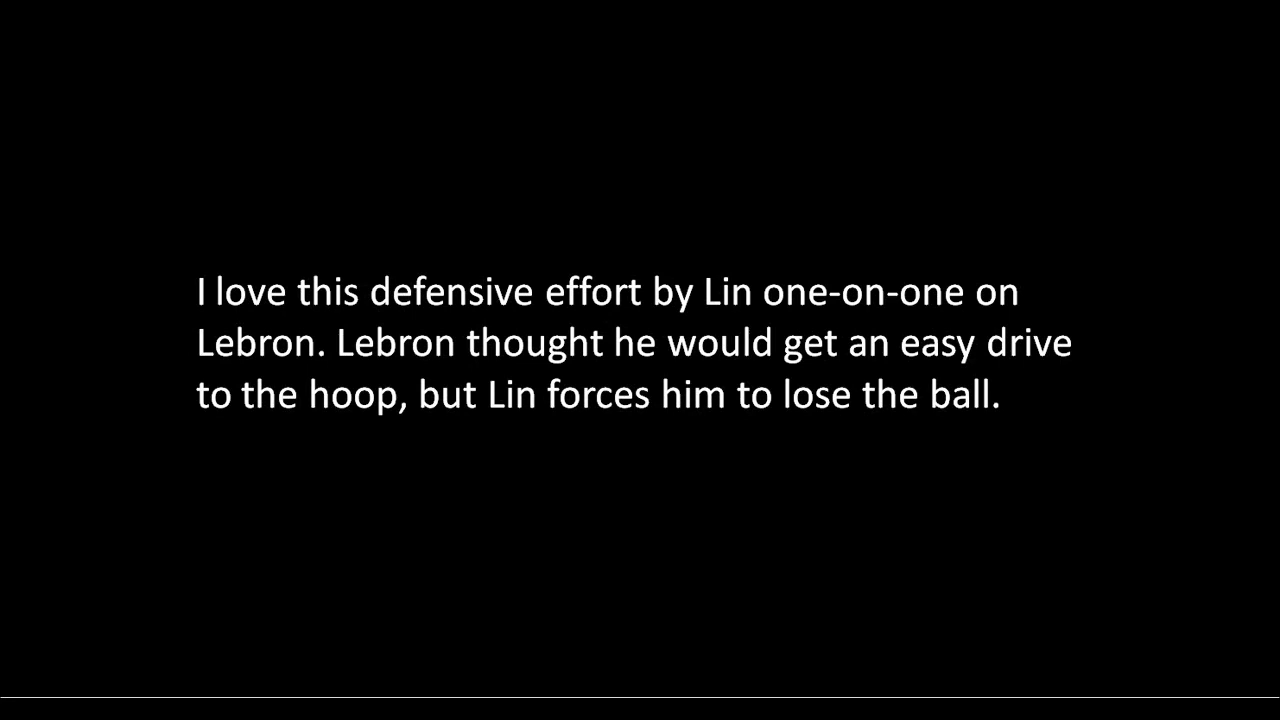 I love this defensive effort by Lin one-on-one on
Lebron. Lebron thought he would get an easy drive
to the hoop, but Lin forces him to lose the ball.